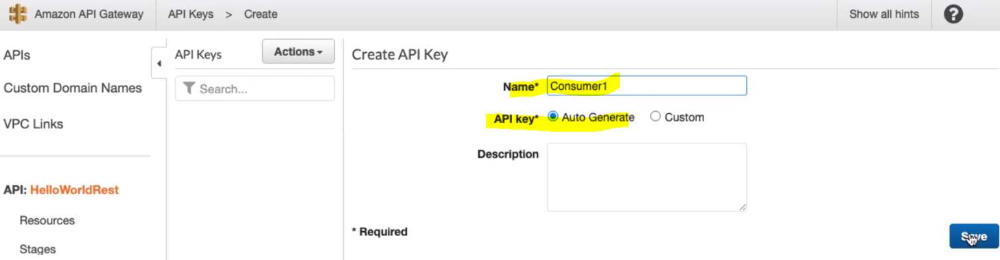 Amazon API Gateway
API Keys > Create
Show all hints
?
APIs
Custom Domain Names
VPC Links
API: HelloWorldRest
Resources
Stages
API Keys
Actions
Search...
Create API Key
Name* Consumer1
API key* Auto Generate Custom
Description
* Required
Save